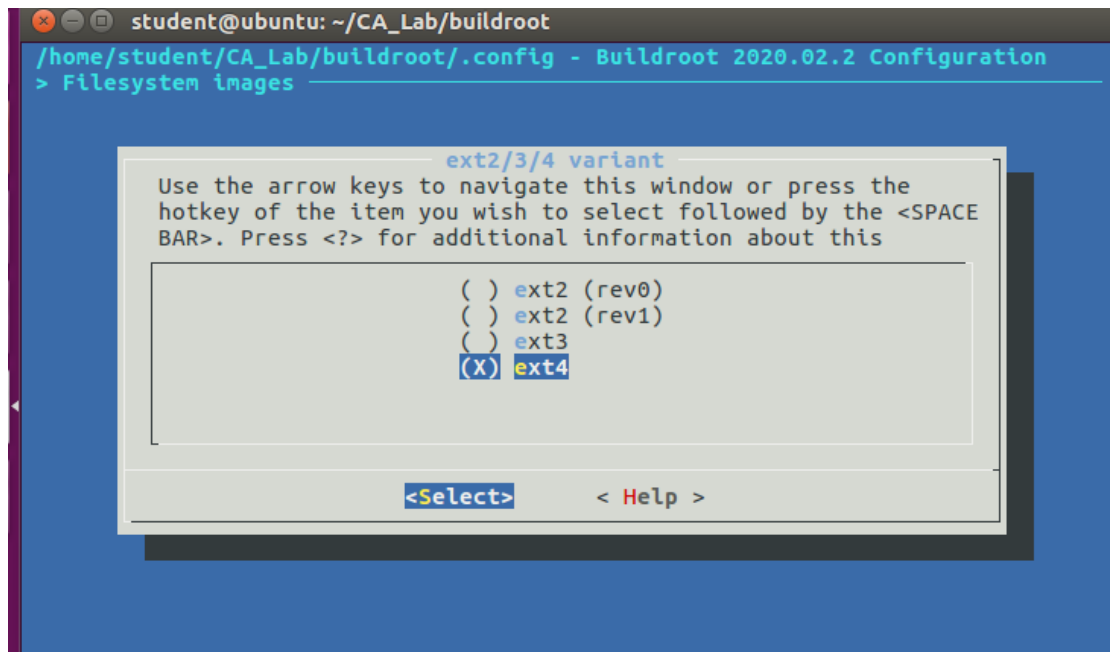 student@ubuntu: ~/CA_Lab/buildroot
/home/student/CA_Lab/buildroot/.config - Buildroot 2020.02.2 Configuration
> Filesystem images
ext2/3/4 variant
Use the arrow keys to navigate this window or press the
hotkey of the item you wish to select followed by the <SPACE
BAR>. Press <?> for additional information about this
( ) ext2 (rev0)
( ) ext2 (rev1)
( ) ext3
(X) ext4
<Select> < Help >